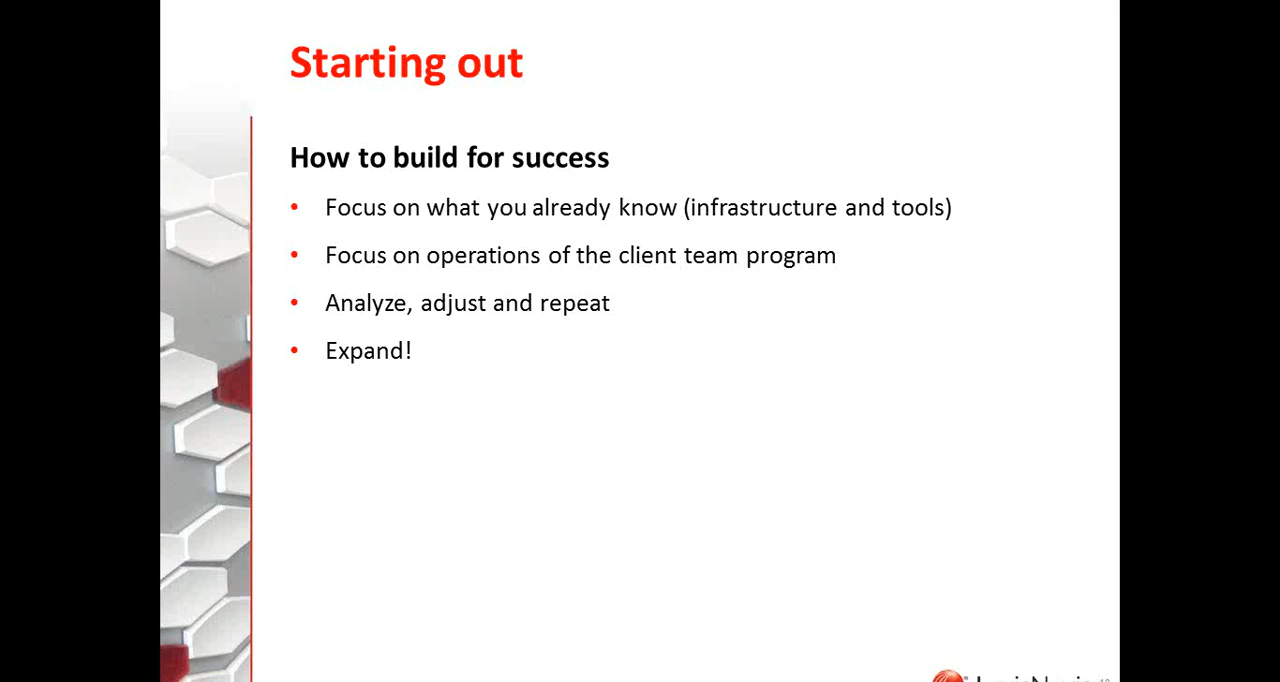 Starting out
How to build for success
• Focus on what you already know (infrastructure and tools)
• Focus on operations of the client team program
• Analyze, adjust and repeat
• Expand!